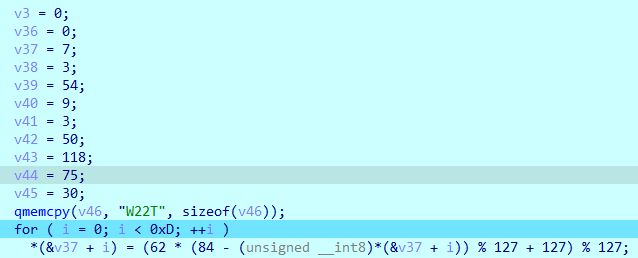 v3 = 0;
v36 = 0;
v37 = 7;
v38 = 3;
v39 = 54;
v40 = 9;
v41 = 3;
v42 = 50;
v43 = 118;
v44 = 75;
v45 = 30;
qmemcpy(v46, "W22T", sizeof(v46));
for ( i = 0; i < 0xD; ++i )
*(&v37 + i) = (62 * (84 - (unsigned __int8)*(&v37 + i)) % 127 + 127) % 127;